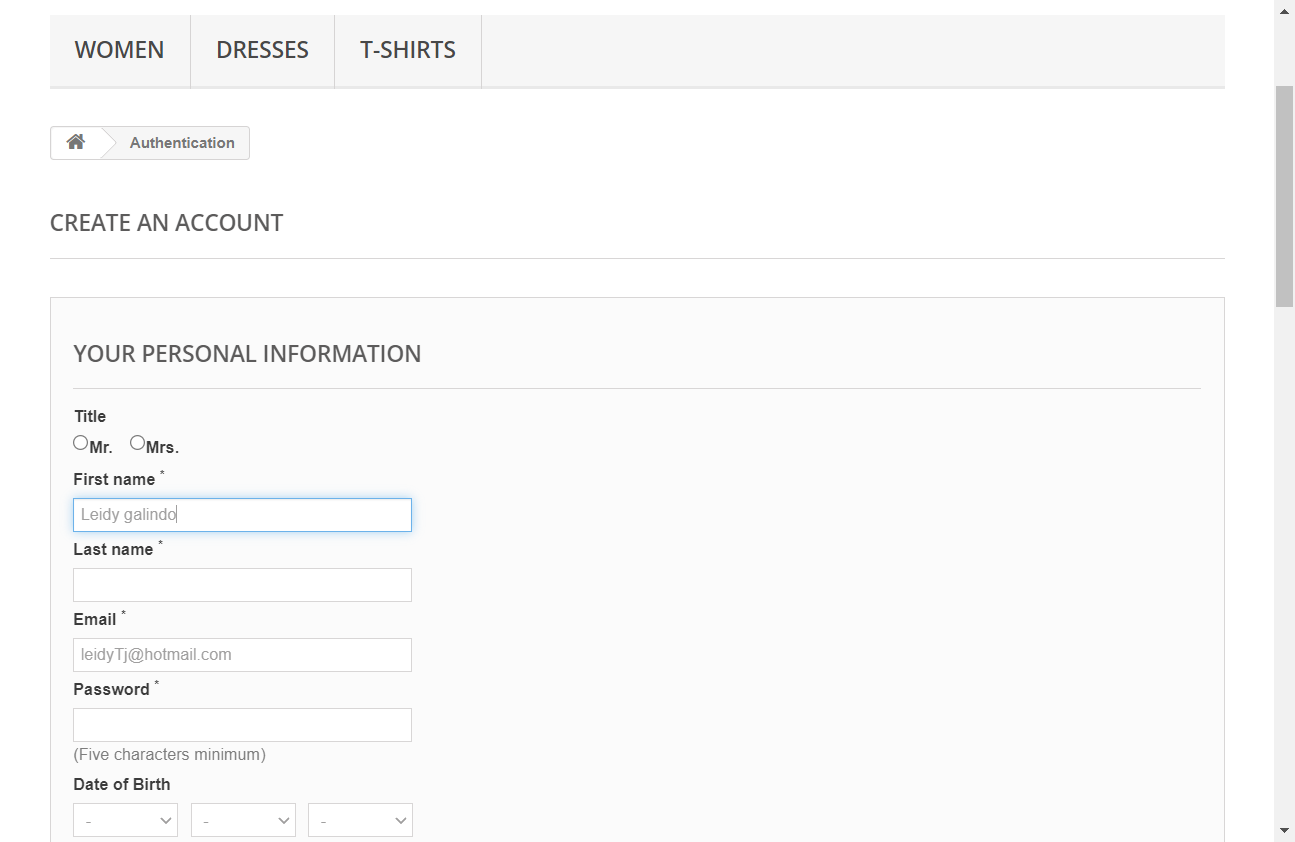 WOMEN DRESSES T-SHIRTS
Authentication
CREATE AN ACCOUNT
YOUR PERSONAL INFORMATION
Title
Mr. Mrs.
First name *
Leidy galindo
Last name *
Email *
leidyTj@hotmail.com
Password *
(Five characters minimum)
Date of Birth
- - -